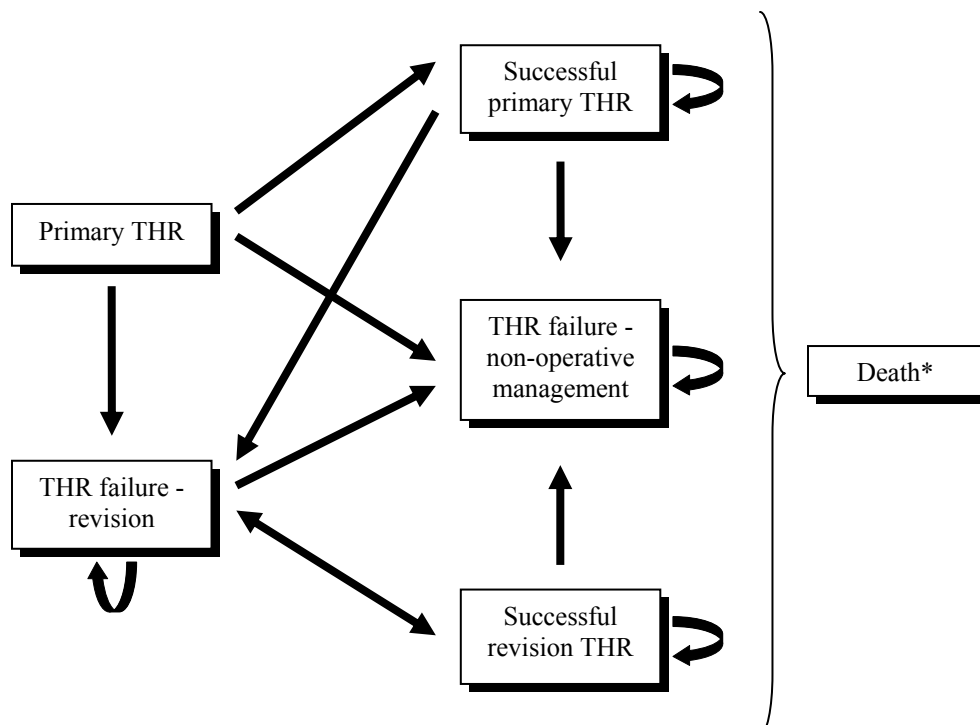 Successful
primary THR
Primary THR
THR failure -
non-operative
management
Death*
THR failure -
revision
Successful
revision THR